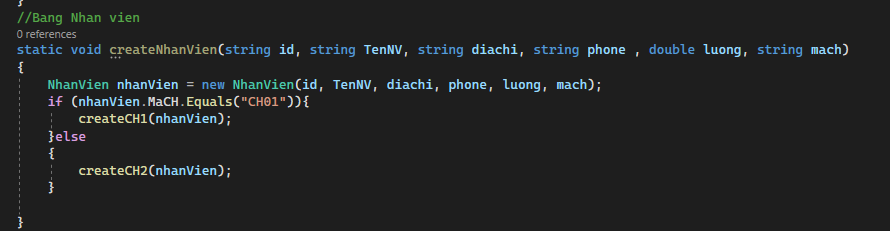 }
//Bang Nhan vien
0 references
static void createNhanVien(string id, string TenNV, string diachi, string phone , double luong, string mach)
{
NhanVien nhanVien = new NhanVien(id, TenNV, diachi, phone, luong, mach);
if (nhanVien.MaCH.Equals("CH01")){
createCH1(nhanVien);
}else
{
createCH2(nhanVien);
}
}